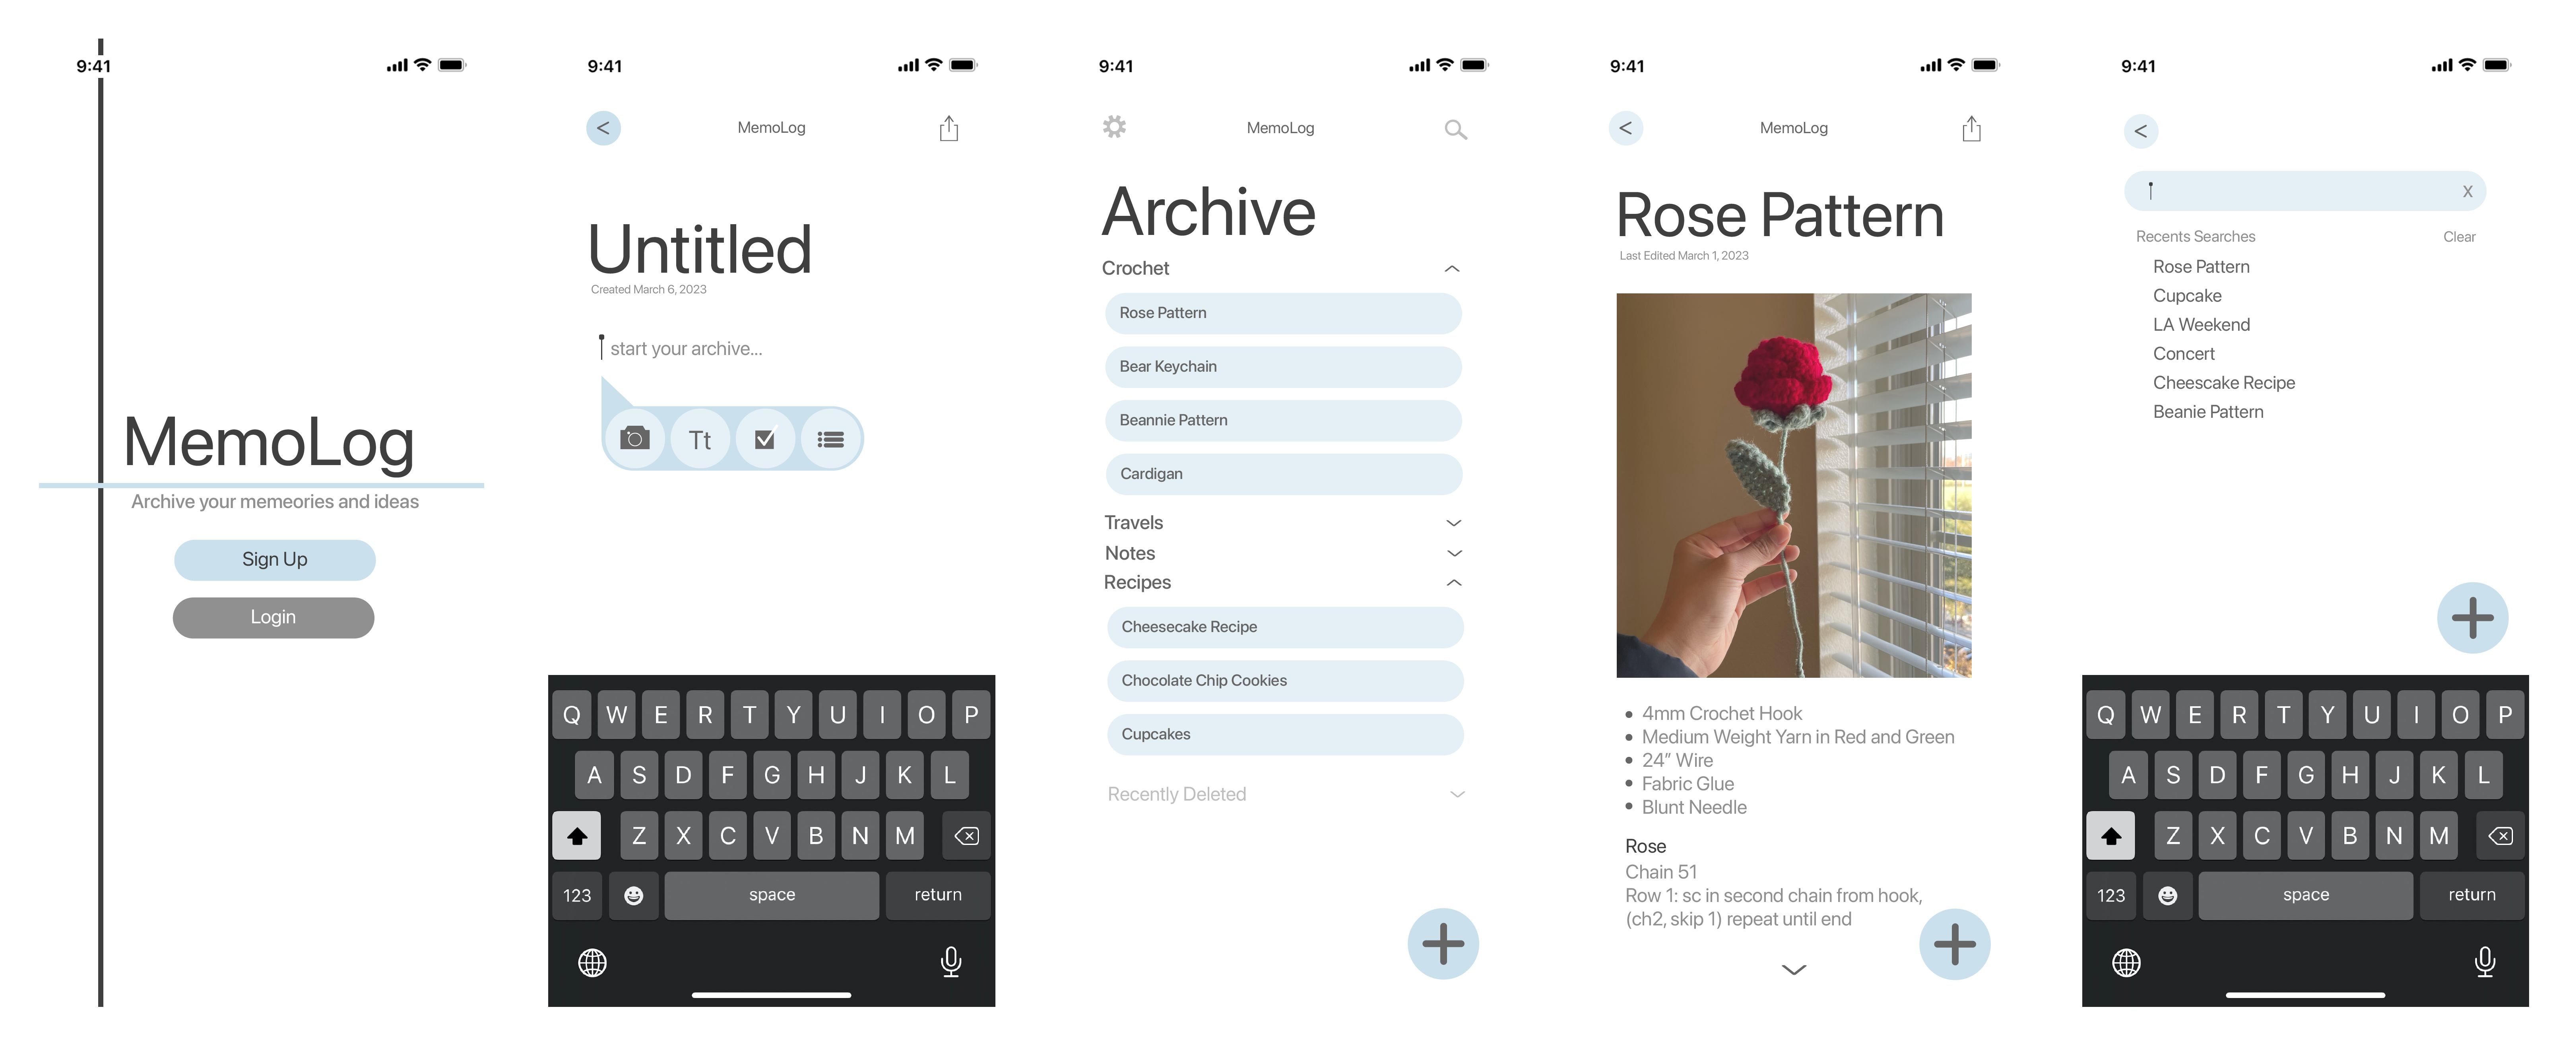 9:41
MemoLog
Archive your memeories and ideas
Sign Up
Login
9:41
<
MemoLog
Untitled
Created March 6, 2023
start your archive...
Tt
Q W E R T Y U I O P
A S D F G H J K L
Z X C V B N M
123 space return
9:41
MemoLog
Archive
Crochet
Rose Pattern
Bear Keychain
Beannie Pattern
Cardigan
Travels
Notes
Recipes
Cheesecake Recipe
Chocolate Chip Cookies
Cupcakes
Recently Deleted
9:41
<
MemoLog
Rose Pattern
Last Edited March 1, 2023
• 4mm Crochet Hook
• Medium Weight Yarn in Red and Green
• 24” Wire
• Fabric Glue
• Blunt Needle
Rose
Chain 51
Row 1: sc in second chain from hook,
(ch2, skip 1) repeat until end
9:41
<
X
Recents Searches Clear
Rose Pattern
Cupcake
LA Weekend
Concert
Cheescake Recipe
Beanie Pattern
Q W E R T Y U I O P
A S D F G H J K L
Z X C V B N M
123 space return